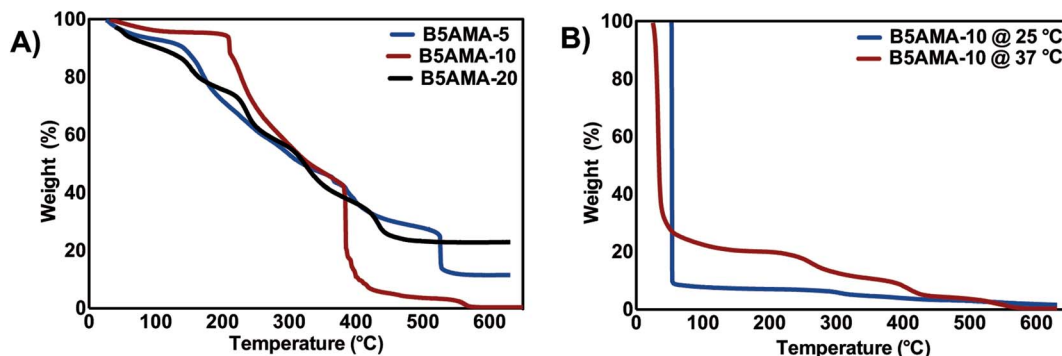 A)
B5AMA-5
B5AMA-10
B5AMA-20
Weight (%)
100
80
60
40
20
0
0 100 200 300 400 500 600
Temperature (°C)
B)
B5AMA-10 @ 25 °C
B5AMA-10 @ 37 °C
Weight (%)
100
80
60
40
20
0
0 100 200 300 400 500 600
Temperature (°C)